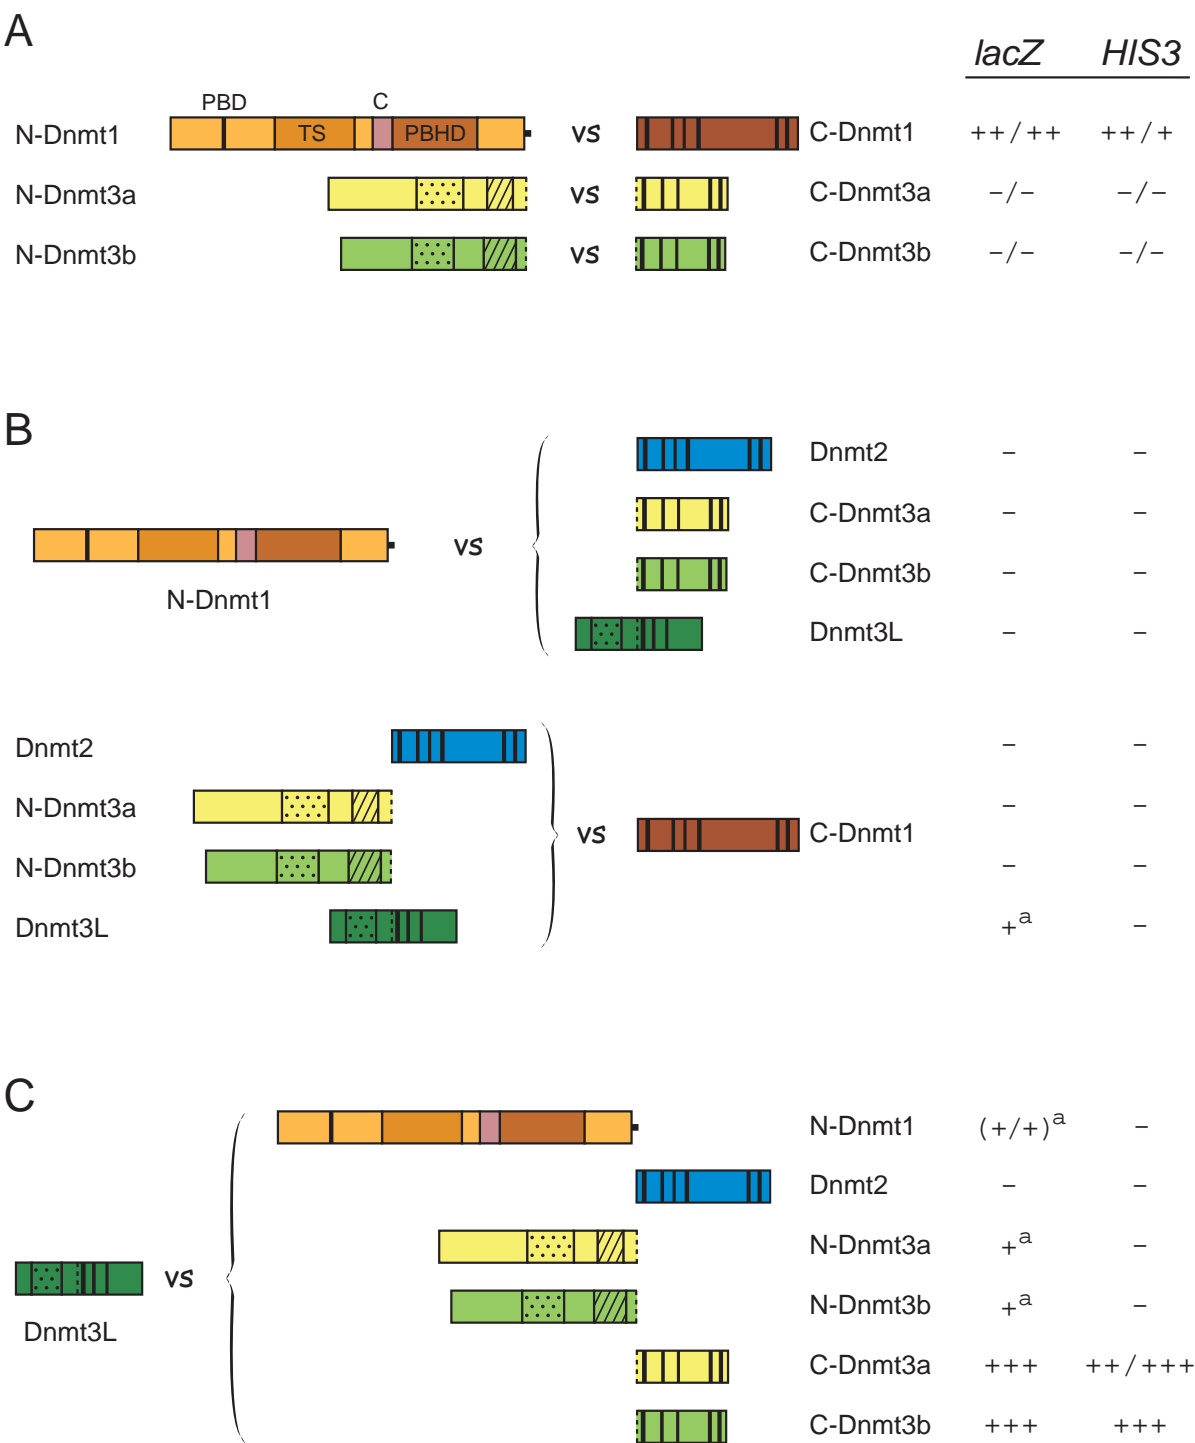 A
lacZ HIS3
PBD C
N-Dnmt1 TS PBHD vs C-Dnmt1 ++/++ ++/+
N-Dnmt3a vs C-Dnmt3a −/− −/−
N-Dnmt3b vs C-Dnmt3b −/− −/−
B
Dnmt2 − −
C-Dnmt3a − −
vs
C-Dnmt3b − −
N-Dnmt1
Dnmt3L − −
Dnmt2 − −
N-Dnmt3a − −
vs C-Dnmt1
N-Dnmt3b − −
Dnmt3L +a −
C
N-Dnmt1 (+/+)a −
Dnmt2 − −
N-Dnmt3a +a −
vs
N-Dnmt3b +a −
Dnmt3L
C-Dnmt3a +++ ++/+++
C-Dnmt3b +++ +++